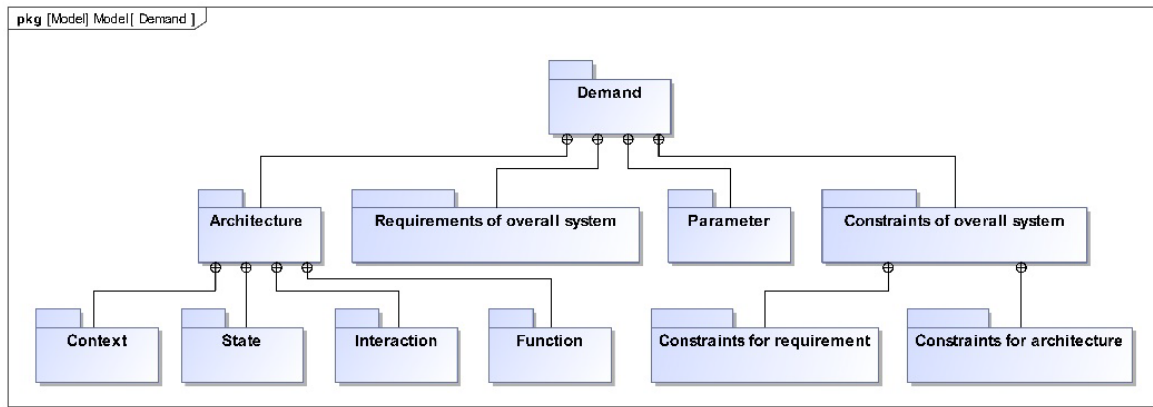 pkg [Model] Model[ Demand ]
Demand
Architecture
Requirements of overall system
Parameter
Constraints of overall system
Context
State
Interaction
Function
Constraints for requirement
Constraints for architecture